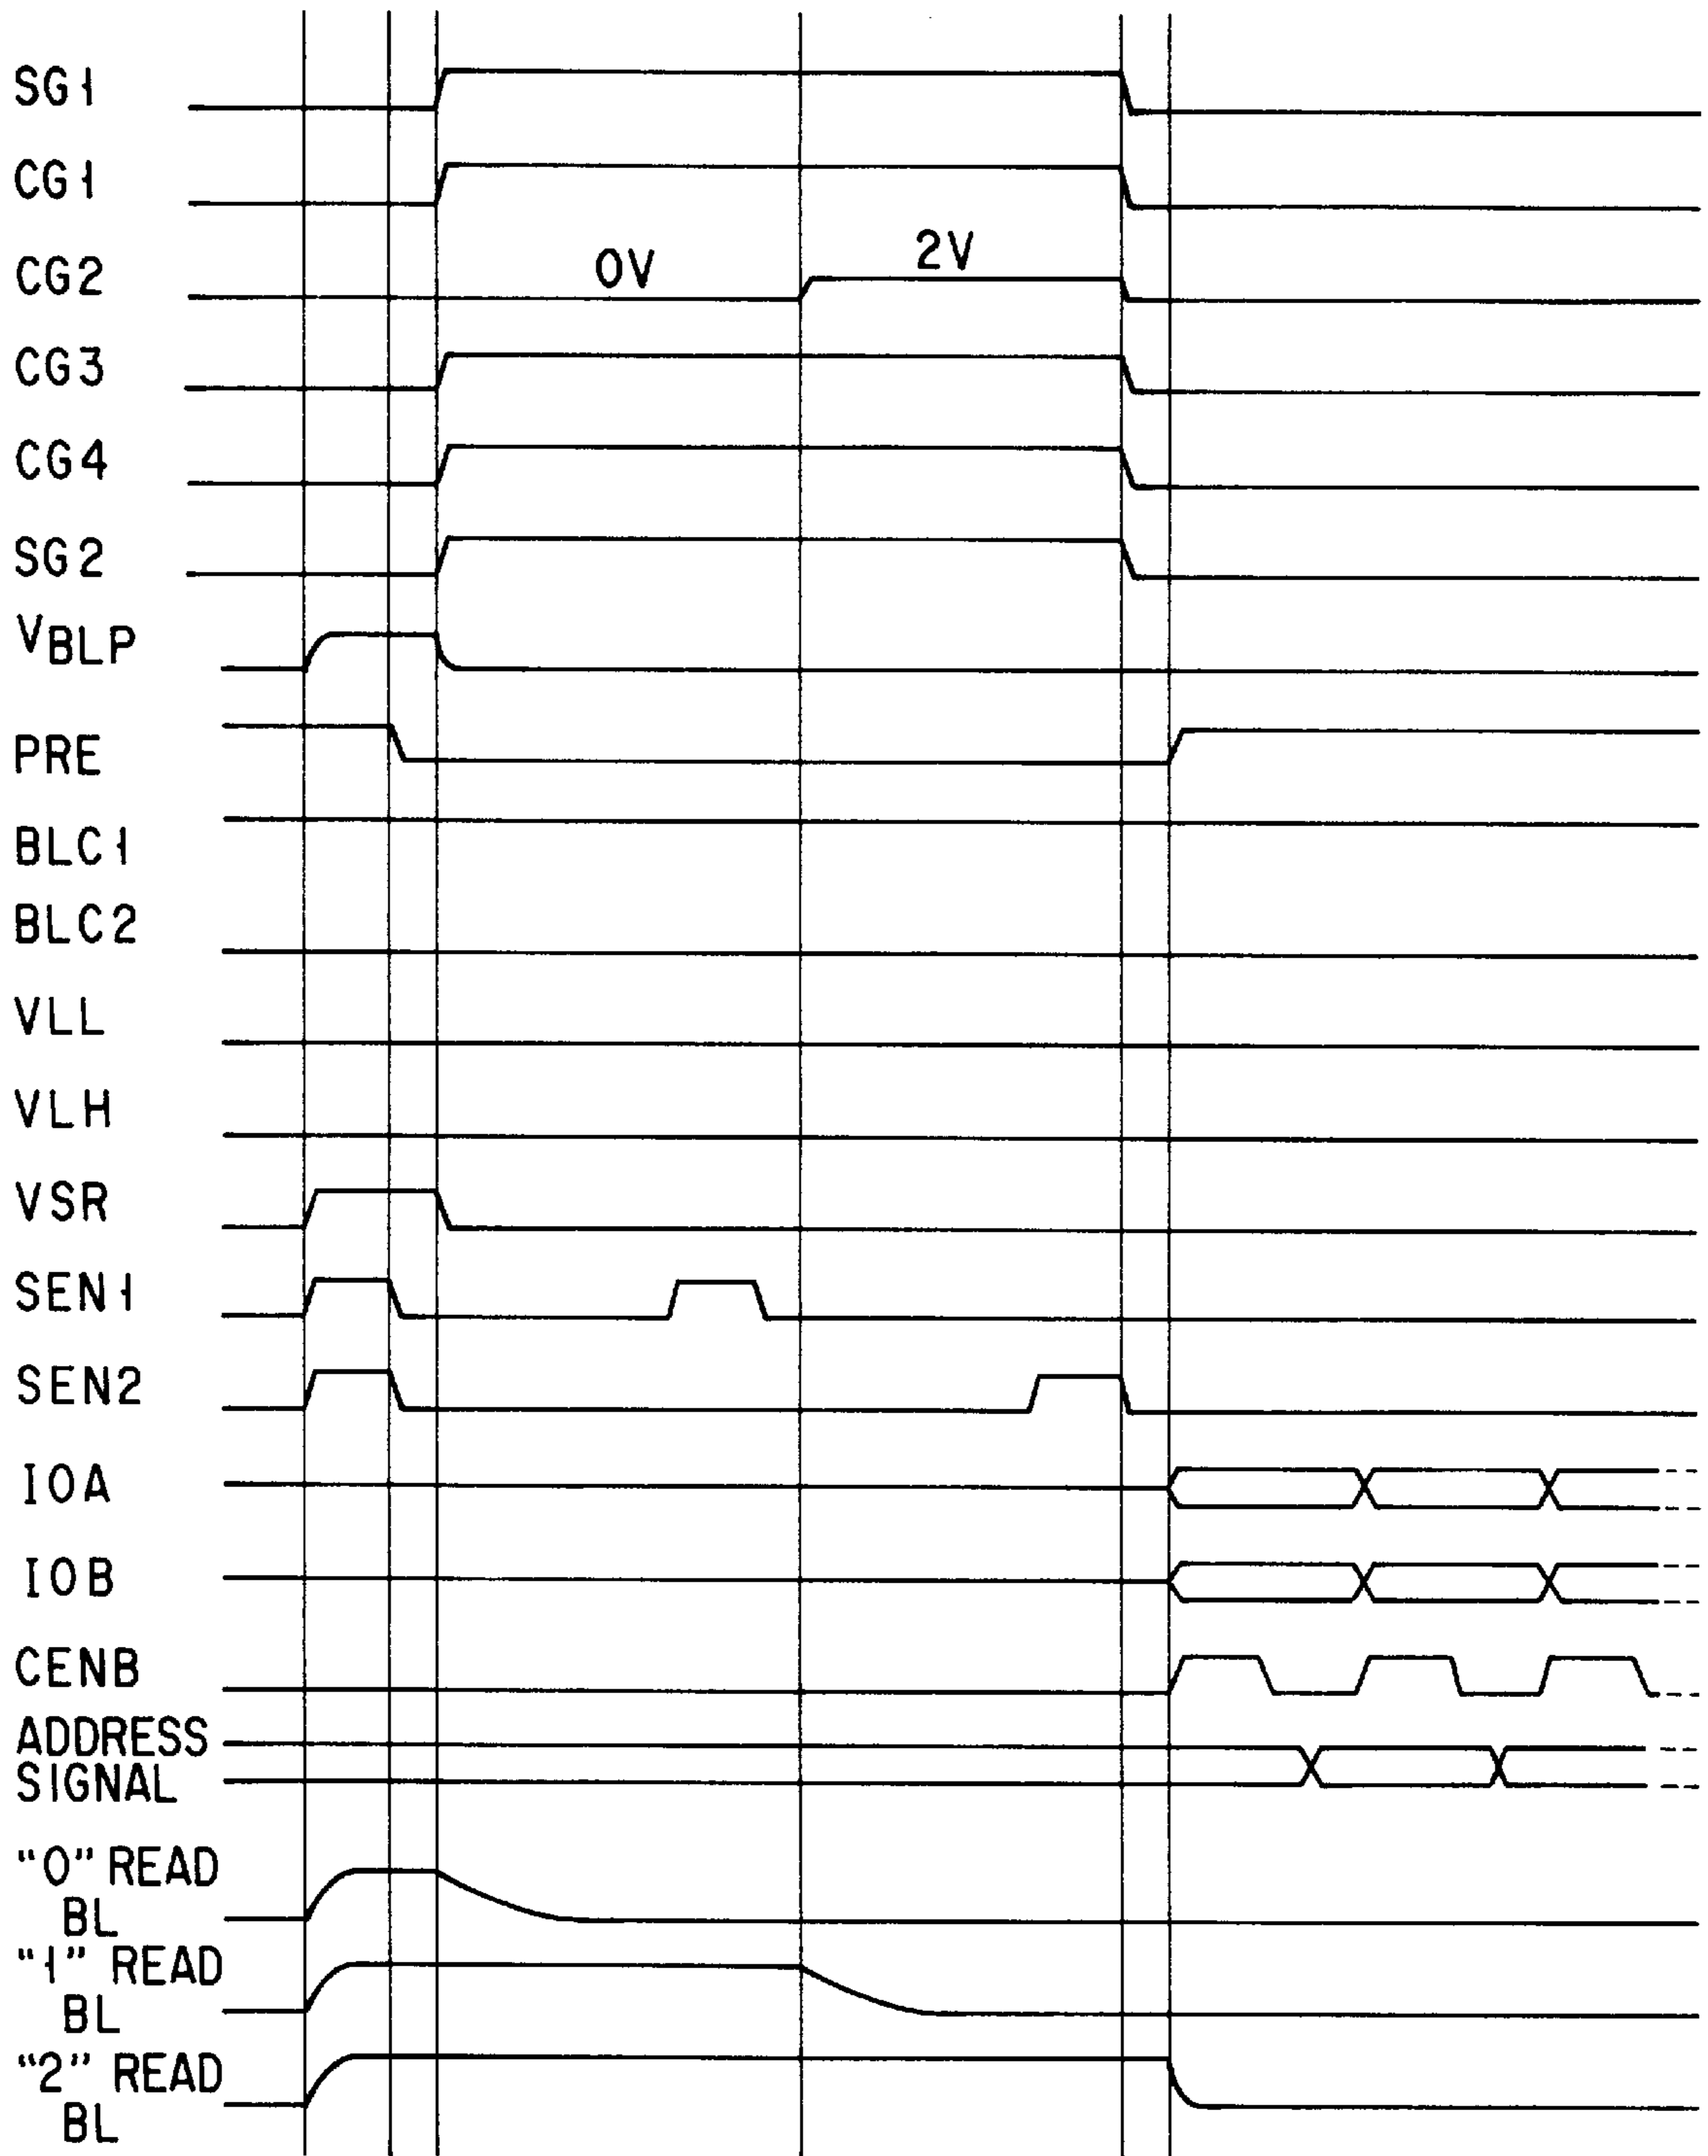 SG1
CG1
CG2 0V 2V
CG3
CG4
SG2
VBLP
PRE
BLC1
BLC2
VLL
VLH
VSR
SEN1
SEN2
IOA
IOB
CENB
ADDRESS
SIGNAL
“0” READ
BL
“1” READ
BL
“2” READ
BL